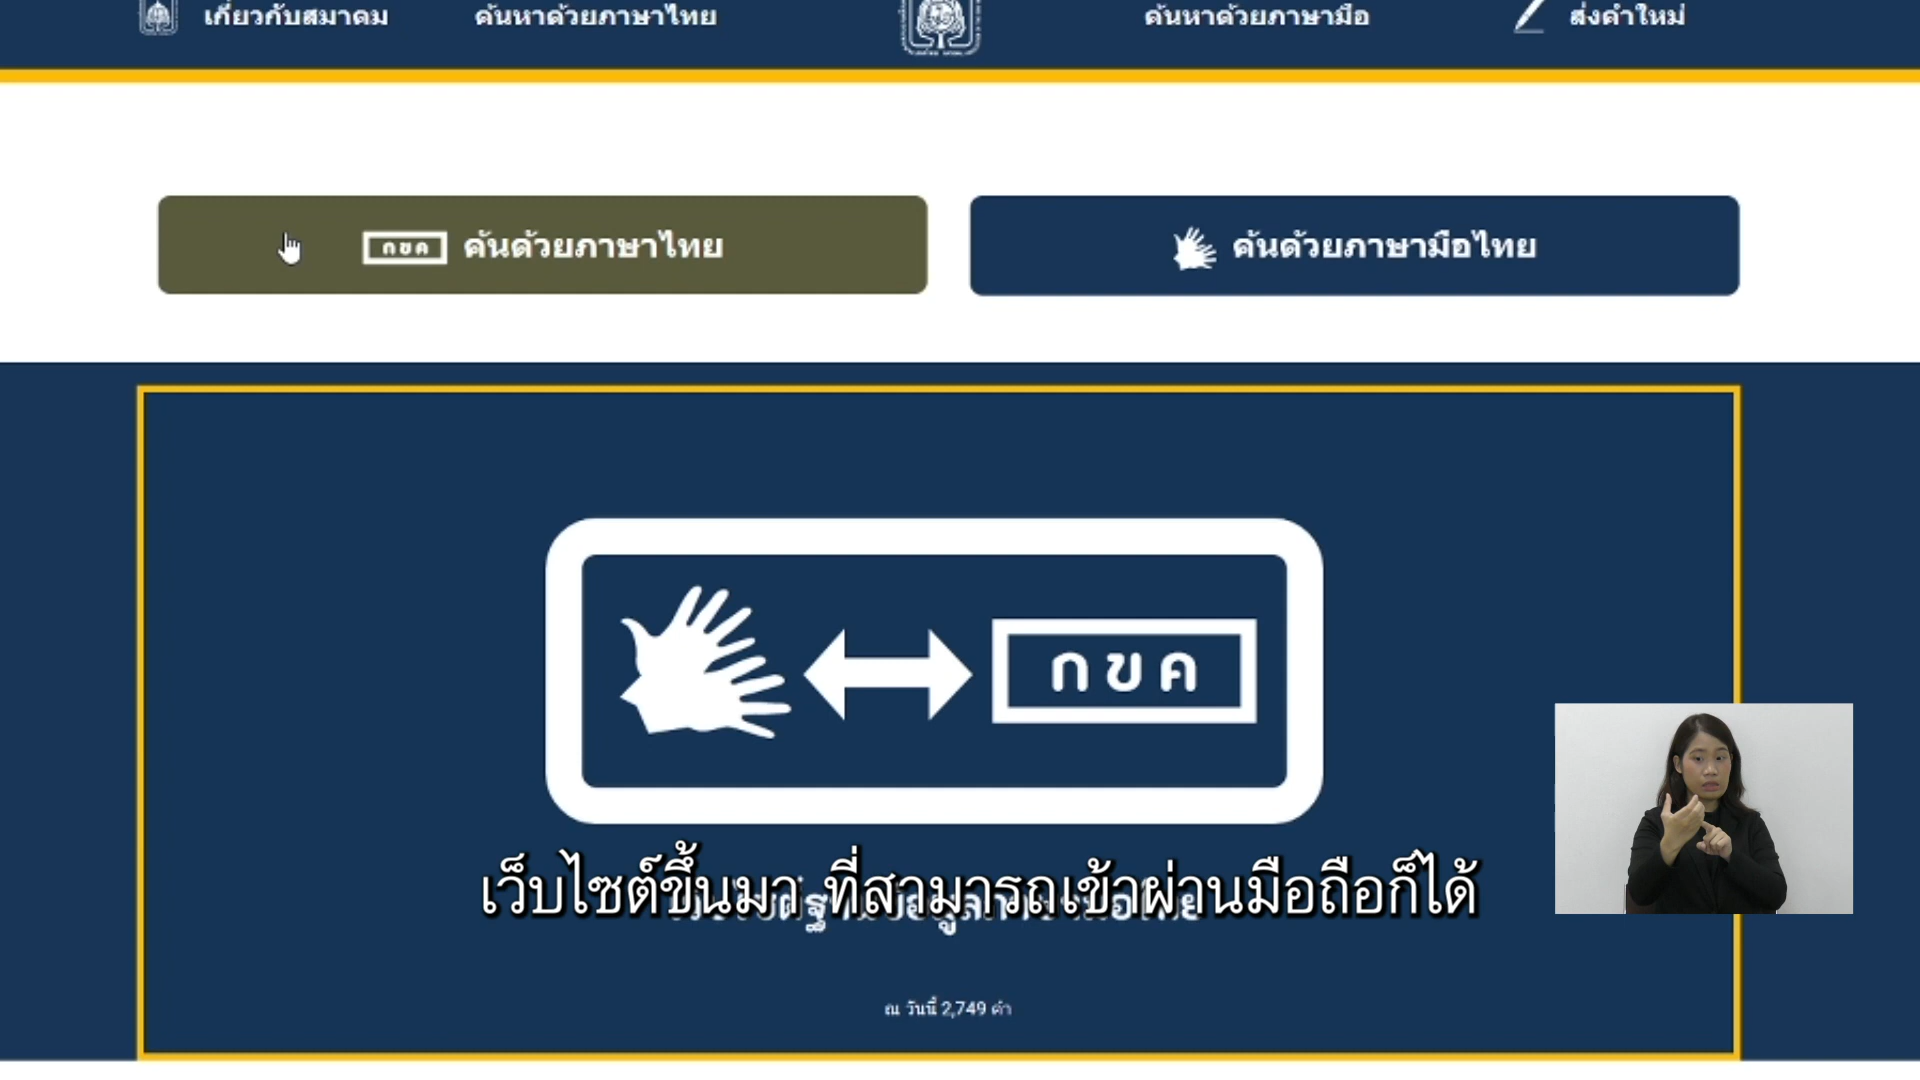 เกี่ยวกับสมาคม
ค้นหาด้วยภาษาไทย
ค้นหาด้วยภาษามือ
ส่งคำใหม่
กขค ค้นด้วยภาษาไทย
ค้นด้วยภาษามือไทย
กขค
เว็บไซต์ขึ้นมา ที่สามารถเข้าผ่านมือถือก็ได้
ณ วันนี้ 2,749 คำ